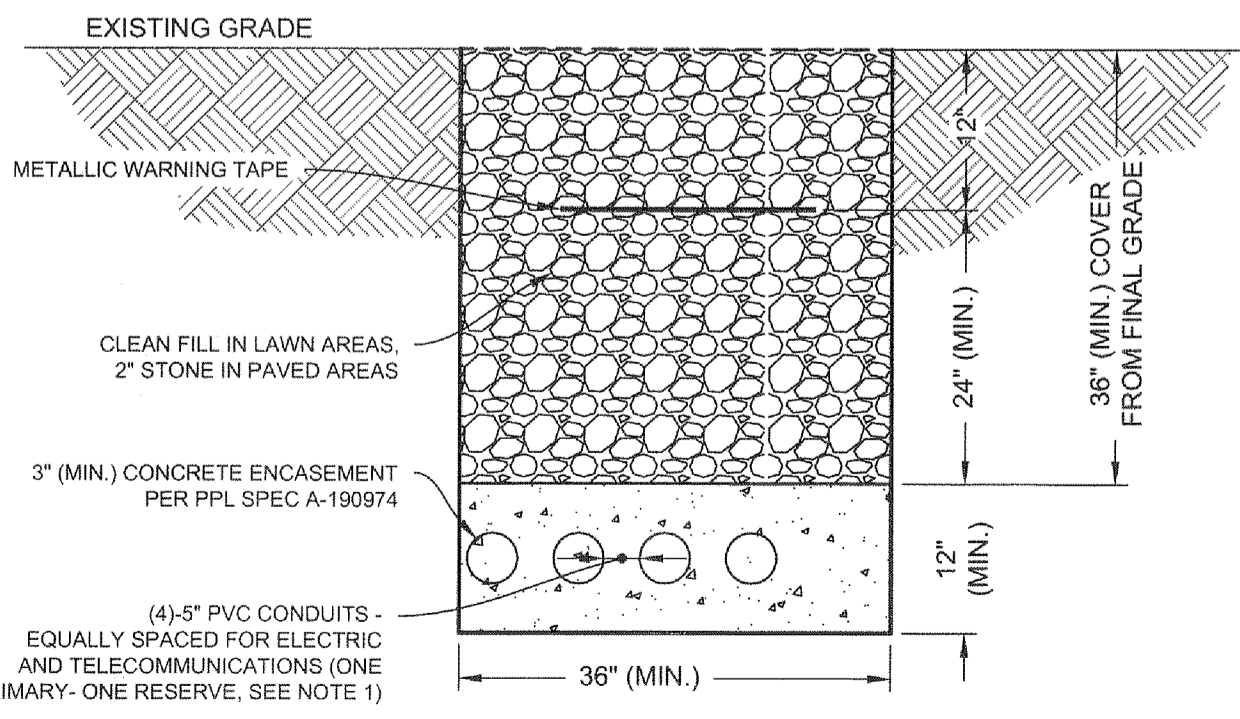 EXISTING GRADE
METALLIC WARNING TAPE
12"
CLEAN FILL IN LAWN AREAS,
2" STONE IN PAVED AREAS
24" (MIN.)
36" (MIN.) COVER
FROM FINAL GRADE
3" (MIN.) CONCRETE ENCASEMENT
PER PPL SPEC A-190974
12"
(MIN.)
(4)-5" PVC CONDUITS -
EQUALLY SPACED FOR ELECTRIC
AND TELECOMMUNICATIONS (ONE
RIMARY- ONE RESERVE, SEE NOTE 1)
36" (MIN.)